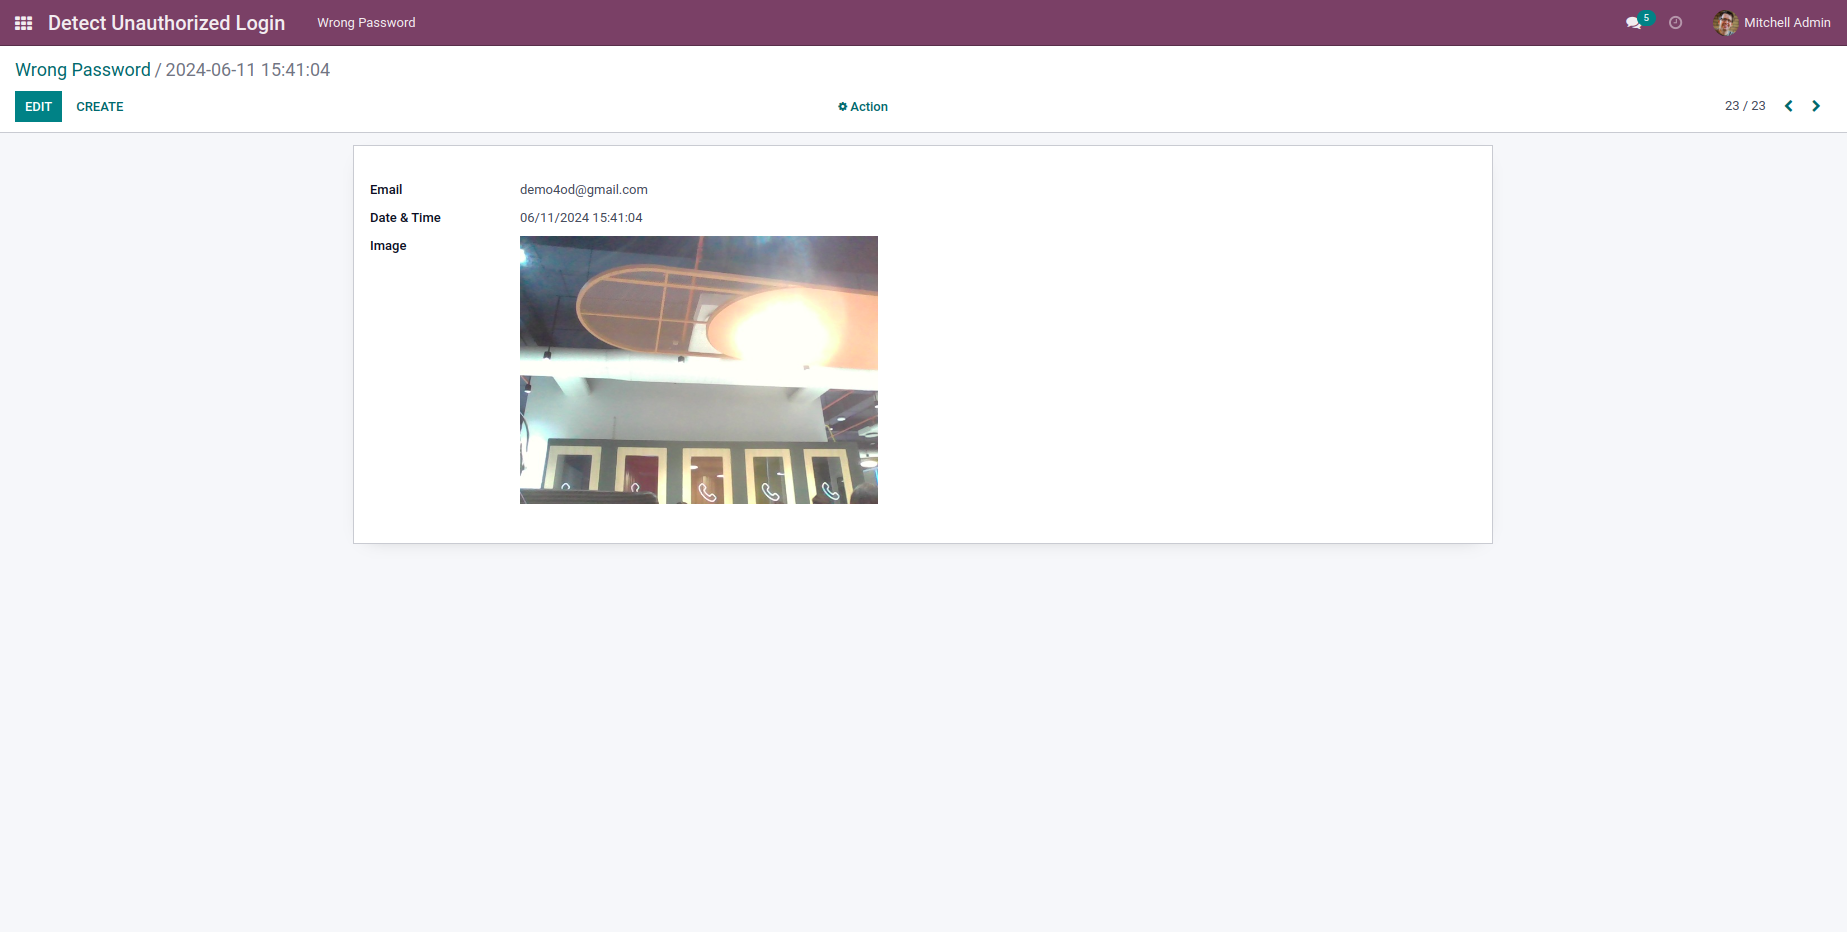 Detect Unauthorized Login Wrong Password 5 Mitchell Admin
Wrong Password / 2024-06-11 15:41:04
EDIT CREATE Action 23 / 23
Email demo4od@gmail.com
Date & Time 06/11/2024 15:41:04
Image